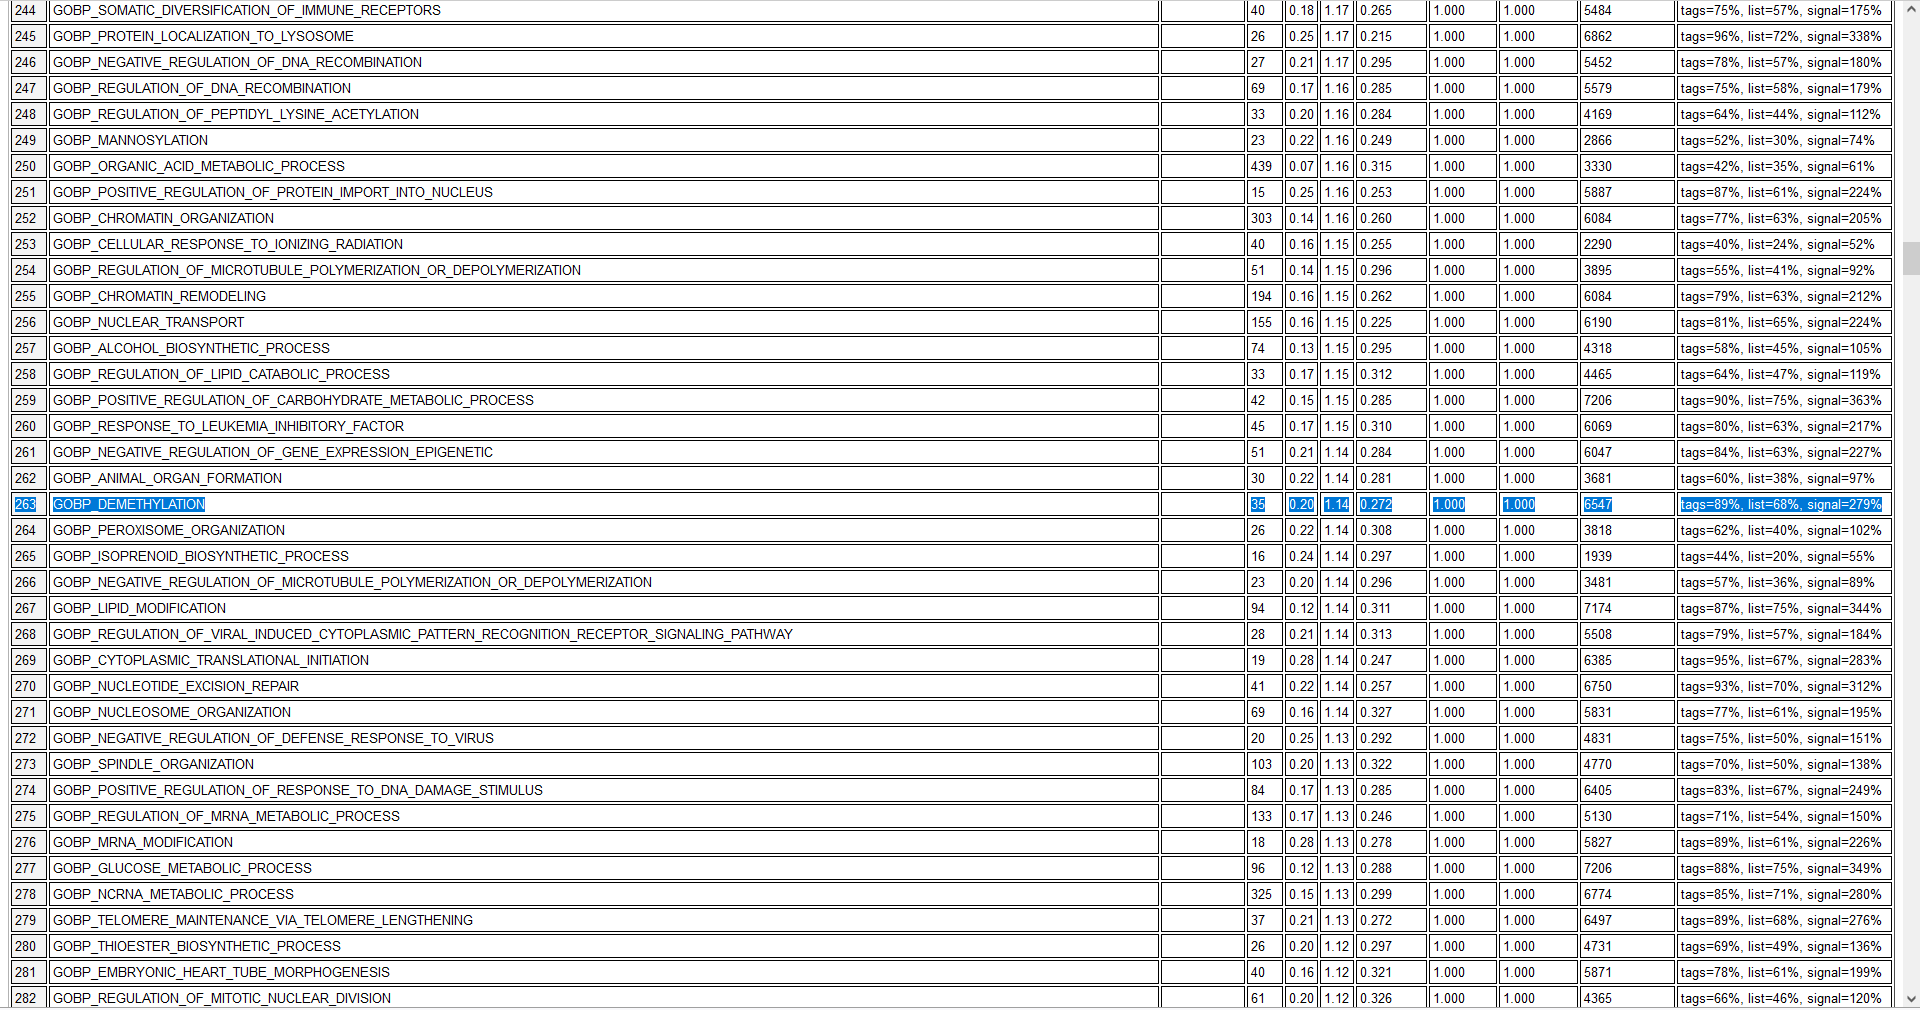 244 GOBP_SOMATIC_DIVERSIFICATION_OF_IMMUNE_RECEPTORS 40 0.18 1.17 0.265 1.000 1.000 5484 tags=75%, list=57%, signal=175%
245 GOBP_PROTEIN_LOCALIZATION_TO_LYSOSOME 26 0.25 1.17 0.215 1.000 1.000 6862 tags=96%, list=72%, signal=338%
246 GOBP_NEGATIVE_REGULATION_OF_DNA_RECOMBINATION 27 0.21 1.17 0.295 1.000 1.000 5452 tags=78%, list=57%, signal=180%
247 GOBP_REGULATION_OF_DNA_RECOMBINATION 69 0.17 1.16 0.285 1.000 1.000 5579 tags=75%, list=58%, signal=179%
248 GOBP_REGULATION_OF_PEPTIDYL_LYSINE_ACETYLATION 33 0.20 1.16 0.284 1.000 1.000 4169 tags=64%, list=44%, signal=112%
249 GOBP_MANNOSYLATION 23 0.22 1.16 0.249 1.000 1.000 2866 tags=52%, list=30%, signal=74%
250 GOBP_ORGANIC_ACID_METABOLIC_PROCESS 439 0.07 1.16 0.315 1.000 1.000 3330 tags=42%, list=35%, signal=61%
251 GOBP_POSITIVE_REGULATION_OF_PROTEIN_IMPORT_INTO_NUCLEUS 15 0.25 1.16 0.253 1.000 1.000 5887 tags=87%, list=61%, signal=224%
252 GOBP_CHROMATIN_ORGANIZATION 303 0.14 1.16 0.260 1.000 1.000 6084 tags=77%, list=63%, signal=205%
253 GOBP_CELLULAR_RESPONSE_TO_IONIZING_RADIATION 40 0.16 1.15 0.255 1.000 1.000 2290 tags=40%, list=24%, signal=52%
254 GOBP_REGULATION_OF_MICROTUBULE_POLYMERIZATION_OR_DEPOLYMERIZATION 51 0.14 1.15 0.296 1.000 1.000 3895 tags=55%, list=41%, signal=92%
255 GOBP_CHROMATIN_REMODELING 194 0.16 1.15 0.262 1.000 1.000 6084 tags=79%, list=63%, signal=212%
256 GOBP_NUCLEAR_TRANSPORT 155 0.16 1.15 0.225 1.000 1.000 6190 tags=81%, list=65%, signal=224%
257 GOBP_ALCOHOL_BIOSYNTHETIC_PROCESS 74 0.13 1.15 0.295 1.000 1.000 4318 tags=58%, list=45%, signal=105%
258 GOBP_REGULATION_OF_LIPID_CATABOLIC_PROCESS 33 0.17 1.15 0.312 1.000 1.000 4465 tags=64%, list=47%, signal=119%
259 GOBP_POSITIVE_REGULATION_OF_CARBOHYDRATE_METABOLIC_PROCESS 42 0.15 1.15 0.285 1.000 1.000 7206 tags=90%, list=75%, signal=363%
260 GOBP_RESPONSE_TO_LEUKEMIA_INHIBITORY_FACTOR 45 0.17 1.15 0.310 1.000 1.000 6069 tags=80%, list=63%, signal=217%
261 GOBP_NEGATIVE_REGULATION_OF_GENE_EXPRESSION_EPIGENETIC 51 0.21 1.14 0.284 1.000 1.000 6047 tags=84%, list=63%, signal=227%
262 GOBP_ANIMAL_ORGAN_FORMATION 30 0.22 1.14 0.281 1.000 1.000 3681 tags=60%, list=38%, signal=97%
263 GOBP_DEMETHYLATION 35 0.20 1.14 0.272 1.000 1.000 6547 tags=89%, list=68%, signal=279%
264 GOBP_PEROXISOME_ORGANIZATION 26 0.22 1.14 0.308 1.000 1.000 3818 tags=62%, list=40%, signal=102%
265 GOBP_ISOPRENOID_BIOSYNTHETIC_PROCESS 16 0.24 1.14 0.297 1.000 1.000 1939 tags=44%, list=20%, signal=55%
266 GOBP_NEGATIVE_REGULATION_OF_MICROTUBULE_POLYMERIZATION_OR_DEPOLYMERIZATION 23 0.20 1.14 0.296 1.000 1.000 3481 tags=57%, list=36%, signal=89%
267 GOBP_LIPID_MODIFICATION 94 0.12 1.14 0.311 1.000 1.000 7174 tags=87%, list=75%, signal=344%
268 GOBP_REGULATION_OF_VIRAL_INDUCED_CYTOPLASMIC_PATTERN_RECOGNITION_RECEPTOR_SIGNALING_PATHWAY 28 0.21 1.14 0.313 1.000 1.000 5508 tags=79%, list=57%, signal=184%
269 GOBP_CYTOPLASMIC_TRANSLATIONAL_INITIATION 19 0.28 1.14 0.247 1.000 1.000 6385 tags=95%, list=67%, signal=283%
270 GOBP_NUCLEOTIDE_EXCISION_REPAIR 41 0.22 1.14 0.257 1.000 1.000 6750 tags=93%, list=70%, signal=312%
271 GOBP_NUCLEOSOME_ORGANIZATION 69 0.16 1.14 0.327 1.000 1.000 5831 tags=77%, list=61%, signal=195%
272 GOBP_NEGATIVE_REGULATION_OF_DEFENSE_RESPONSE_TO_VIRUS 20 0.25 1.13 0.292 1.000 1.000 4831 tags=75%, list=50%, signal=151%
273 GOBP_SPINDLE_ORGANIZATION 103 0.20 1.13 0.322 1.000 1.000 4770 tags=70%, list=50%, signal=138%
274 GOBP_POSITIVE_REGULATION_OF_RESPONSE_TO_DNA_DAMAGE_STIMULUS 84 0.17 1.13 0.285 1.000 1.000 6405 tags=83%, list=67%, signal=249%
275 GOBP_REGULATION_OF_MRNA_METABOLIC_PROCESS 133 0.17 1.13 0.246 1.000 1.000 5130 tags=71%, list=54%, signal=150%
276 GOBP_MRNA_MODIFICATION 18 0.28 1.13 0.278 1.000 1.000 5827 tags=89%, list=61%, signal=226%
277 GOBP_GLUCOSE_METABOLIC_PROCESS 96 0.12 1.13 0.288 1.000 1.000 7206 tags=88%, list=75%, signal=349%
278 GOBP_NCRNA_METABOLIC_PROCESS 325 0.15 1.13 0.299 1.000 1.000 6774 tags=85%, list=71%, signal=280%
279 GOBP_TELOMERE_MAINTENANCE_VIA_TELOMERE_LENGTHENING 37 0.21 1.13 0.272 1.000 1.000 6497 tags=89%, list=68%, signal=276%
280 GOBP_THIOESTER_BIOSYNTHETIC_PROCESS 26 0.20 1.12 0.297 1.000 1.000 4731 tags=69%, list=49%, signal=136%
281 GOBP_EMBRYONIC_HEART_TUBE_MORPHOGENESIS 40 0.16 1.12 0.321 1.000 1.000 5871 tags=78%, list=61%, signal=199%
282 GOBP_REGULATION_OF_MITOTIC_NUCLEAR_DIVISION 61 0.20 1.12 0.326 1.000 1.000 4365 tags=66%, list=46%, signal=120%